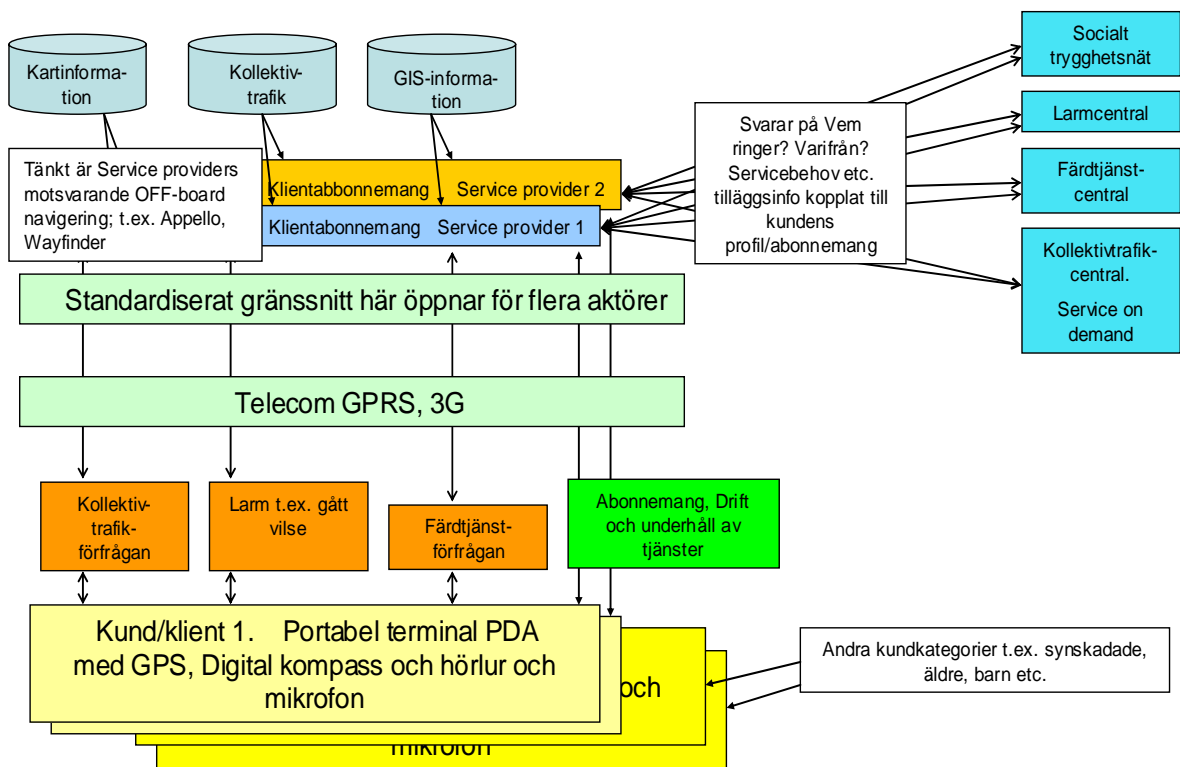 Kartinforma-
tion
Kollektiv-
trafik
GIS-
information
Socialt
trygghetsnät
Larmcentral
Färdtjänst-
central
Kollektivtrafik-
central.
Service on
demand
Svarar på Vem
ringer? Varifrån?
Servicebehov etc.
tilläggsinfo kopplat till
kundens
profil/abonnemang
Tänkt är Service providers
motsvarande OFF-board
navigering; t.ex. Appello,
Wayfinder
Klientabbonnemang Service provider 2
Klientabbonnemang Service provider 1
Standardiserat gränssnitt här öppnar för flera aktörer
Telecom GPRS, 3G
Kollektiv-
trafik-
förfrågan
Larm t.ex. gått
vilse
Färdtjänst-
förfrågan
Abonnemang, Drift
och underhåll av
tjänster
Kund/klient 1. Portabel terminal PDA
med GPS, Digital kompass och hörlur och
mikrofon
och
mikrofon
Andra kundkategorier t.ex. synskadade,
äldre, barn etc.